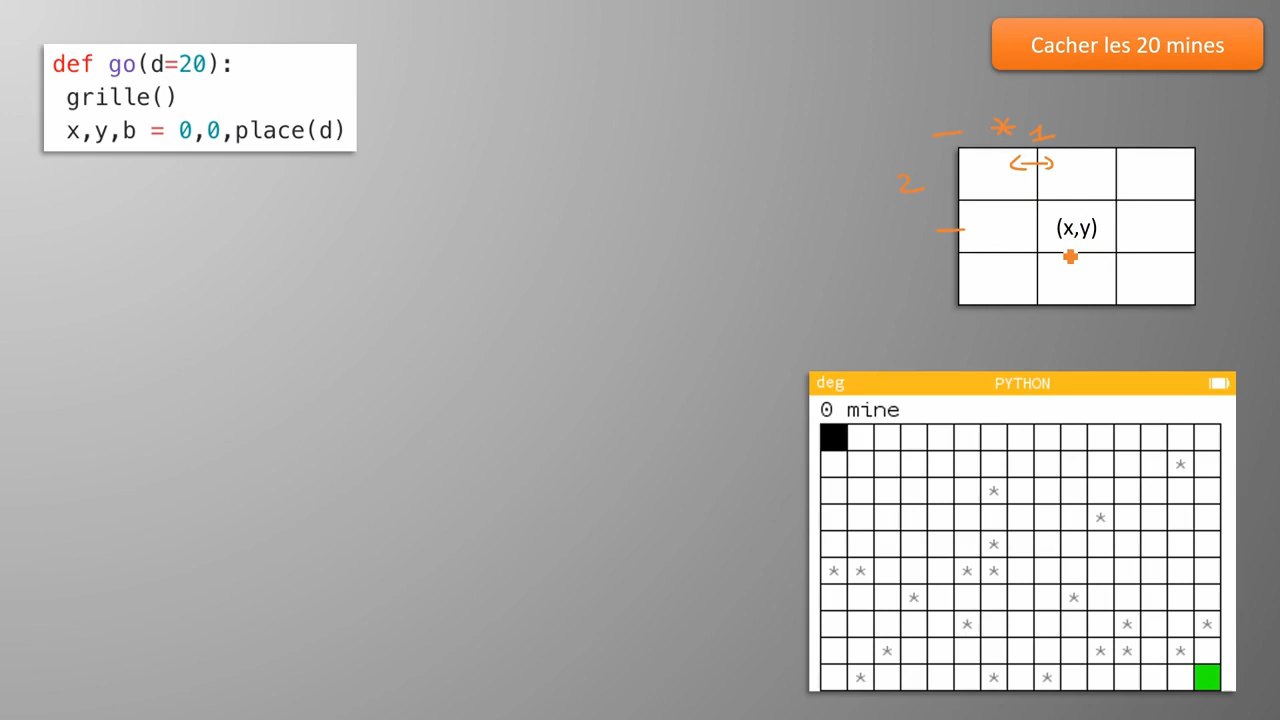 def go(d=20):
grille()
x,y,b = 0,0,place(d)
Cacher les 20 mines
— * 1
2
—
(x,y)
deg PYTHON
0 mine
*
*
*
*
* * * *
* *
* * *
* * * *
* * *